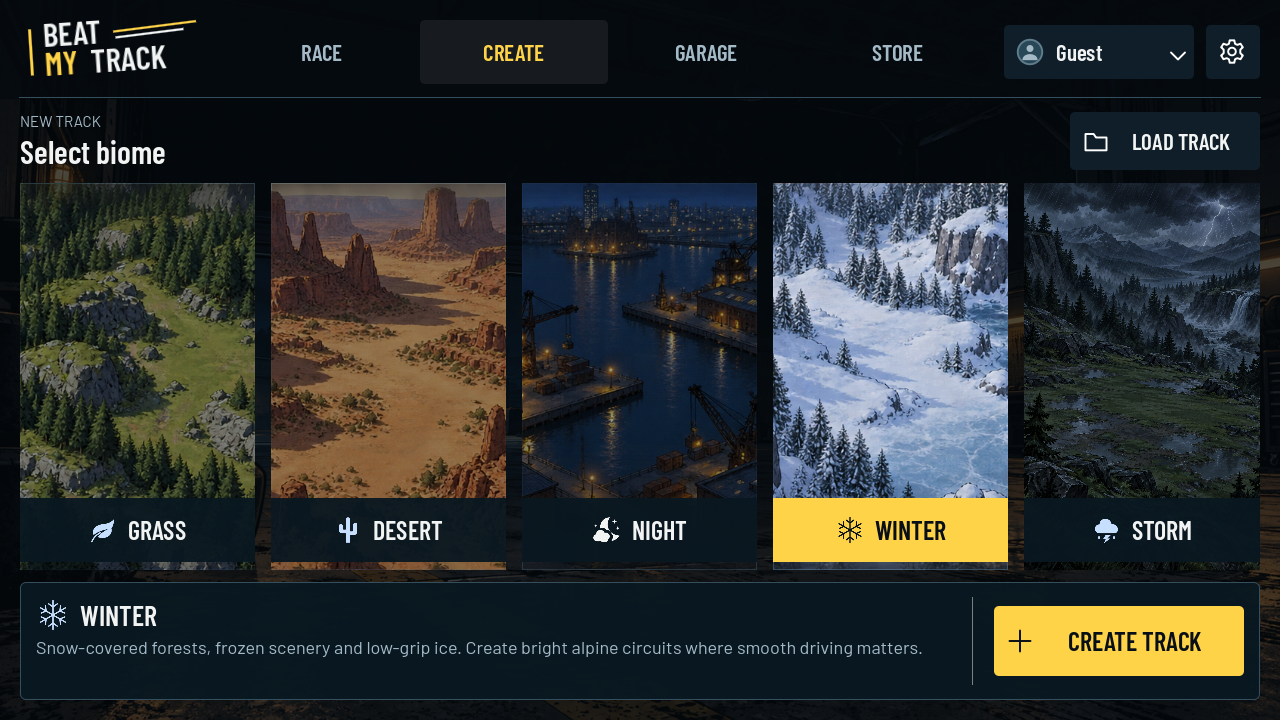 BEAT
MY TRACK
RACE
CREATE
GARAGE
STORE
Guest
NEW TRACK
Select biome
LOAD TRACK
GRASS
DESERT
NIGHT
WINTER
STORM
WINTER
Snow-covered forests, frozen scenery and low-grip ice. Create bright alpine circuits where smooth driving matters.
CREATE TRACK